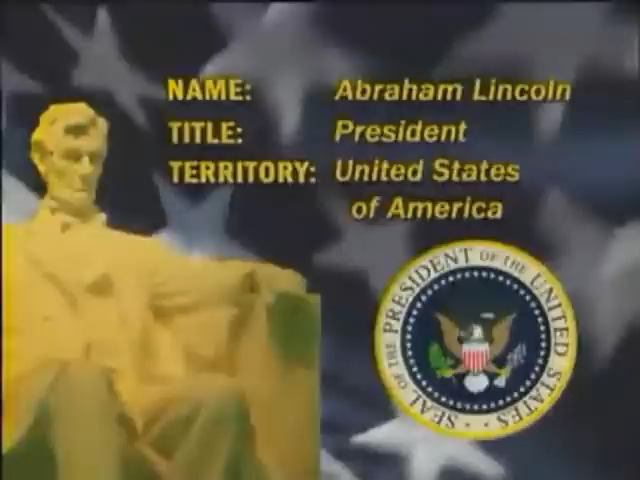 NAME: Abraham Lincoln
TITLE: President
TERRITORY: United States
of America
SEAL OF THE PRESIDENT OF THE UNITED STATES